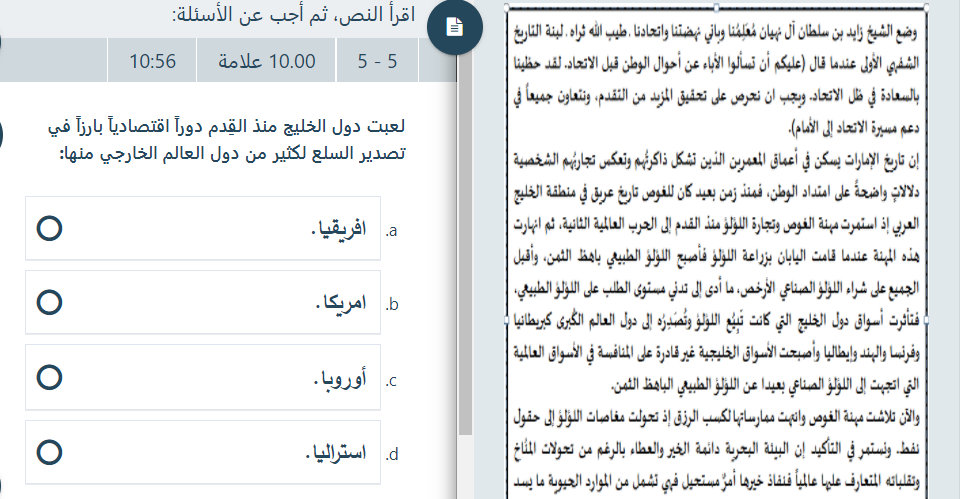 اقرأ النص، ثم أجب عن الأسئلة:
5 - 5
10.00 علامة
10:56
لعبت دول الخليج منذ القِدم دوراً اقتصادياً بارزاً في
تصدير السلع لكثير من دول العالم الخارجي منها:
a. افريقيا.
b. امريكا.
c. أوروبا.
d. استراليا.
وضع الشيخ زايد بن سلطان آل نهيان مُعَلِّمُنا وباني نهضتنا واتحادنا .طيب الله ثراه. لبنة التاريخ
الشفهي الأولى عندما قال (عليكم أن تسألوا الأباء عن أحوال الوطن قبل الاتحاد. لقد حظينا
بالسعادة في ظل الاتحاد. ويجب ان نحرص على تحقيق المزيد من التقدم، ونتعاون جميعاً في
دعم مسيرة الاتحاد إلى الأمام).
إن تاريخ الإمارات يسكن في أعماق المعمرين الذين تشكل ذاكرتُهم وتعكس تجاربُهم الشخصية
دلالاتٍ واضحةً على امتداد الوطن، فمنذ زمن بعيد كان للغوص تاريخ عريق في منطقة الخليج
العربي إذ استمرت مهنة الغوص وتجارة اللؤلؤ منذ القدم إلى الحرب العالمية الثانية، ثم انهارت
هذه المهنة عندما قامت اليابان بزراعة اللؤلؤ فأصبح اللؤلؤ الطبيعي باهظ الثمن، وأقبل
الجميع على شراء اللؤلؤ الصناعي الأرخص، ما أدى إلى تدني مستوى الطلب على اللؤلؤ الطبيعي،
فتأثرت أسواق دول الخليج التي كانت تَبِيْع اللؤلؤ وتُصَدِرُه إلى دول العالم الكُبرى كبريطانيا
وفرنسا والهند وإيطاليا وأصبحت الأسواق الخليجية غير قادرة على المنافسة في الأسواق العالمية
التي اتجهت إلى اللؤلؤ الصناعي بعيدا عن اللؤلؤ الطبيعي الباهظ الثمن.
والآن تلاشت مهنة الغوص وانتهت ممارساتها لكسب الرزق إذ تحولت مغاصات اللؤلؤ إلى حقول
نفط. ونستمر في التأكيد إن البيئة البحرية دائمة الخير والعطاء بالرغم من تحولات المَنَاخ
وتقلباته المتعارف عليها عالمياً فنفاذ خيرها أمرٌ مستحيل فهي تشمل من الموارد الحيوية ما يسد